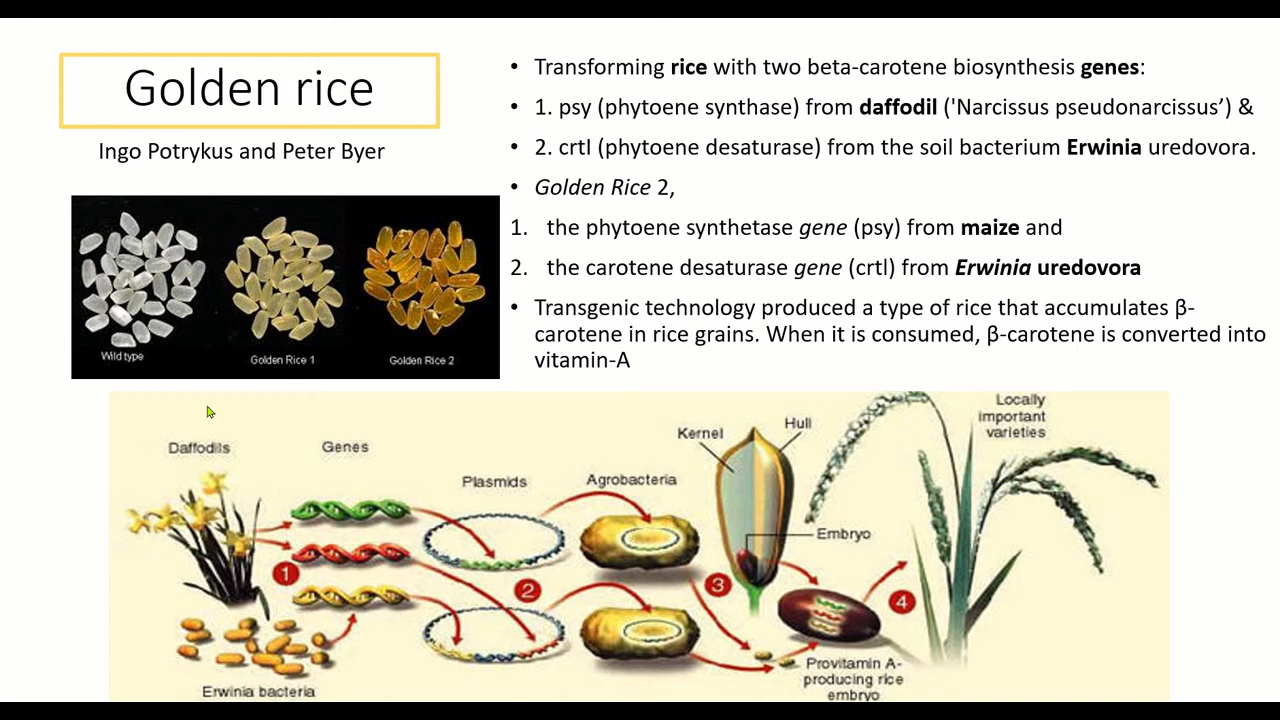 Golden rice
Ingo Potrykus and Peter Byer
• Transforming rice with two beta-carotene biosynthesis genes:
• 1. psy (phytoene synthase) from daffodil ('Narcissus pseudonarcissus’) &
• 2. crtI (phytoene desaturase) from the soil bacterium Erwinia uredovora.
• Golden Rice 2,
1. the phytoene synthetase gene (psy) from maize and
2. the carotene desaturase gene (crtl) from Erwinia uredovora
• Transgenic technology produced a type of rice that accumulates β-
carotene in rice grains. When it is consumed, β-carotene is converted into
vitamin-A
Wild type
Golden Rice 1
Golden Rice 2
Daffodils
Genes
Plasmids
Agrobacteria
Kernel
Hull
Locally
important
varieties
Embryo
1
2
3
4
Erwinia bacteria
Provitamin A-
producing rice
embryo